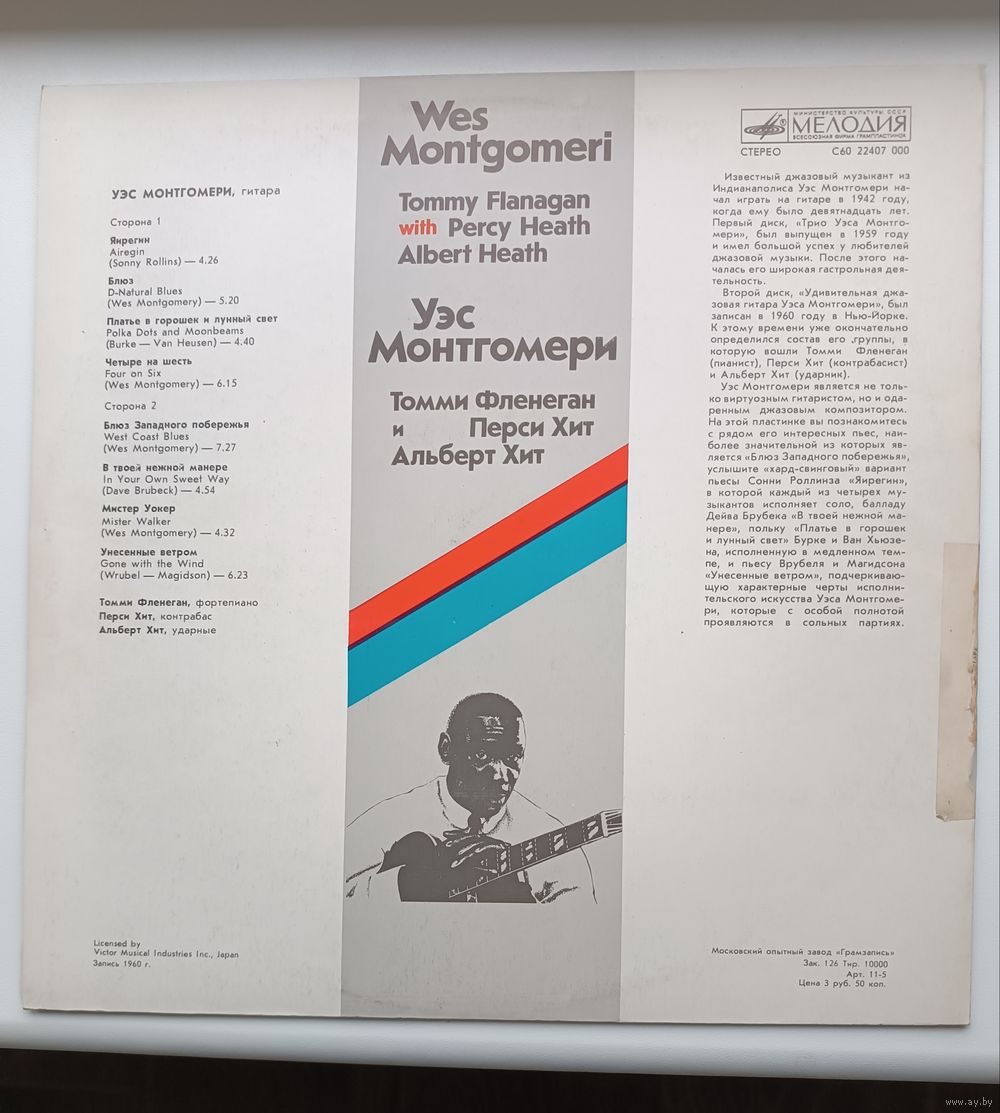 Wes
Montgomeri
Tommy Flanagan
with Percy Heath
Albert Heath
Уэс
Монтгомери
Томми Фленеган
и Перси Хит
Альберт Хит
УЭС МОНТГОМЕРИ, гитара
Сторона 1
Яирегин
Airegin
(Sonny Rollins) — 4.26
Блюз
D-Natural Blues
(Wes Montgomery) — 5.20
Платье в горошек и лунный свет
Polka Dots and Moonbeams
(Burke — Van Heusen) — 4.40
Четыре на шесть
Four on Six
(Wes Montgomery) — 6.15
Сторона 2
Блюз Западного побережья
West Coast Blues
(Wes Montgomery) — 7.27
В твоей нежной манере
In Your Own Sweet Way
(Dave Brubeck) — 4.54
Мистер Уокер
Mister Walker
(Wes Montgomery) — 4.32
Унесенные ветром
Gone with the Wind
(Wrubel — Magidson) — 6.23
Томми Фленеган, фортепиано
Перси Хит, контрабас
Альберт Хит, ударные
Licensed by
Victor Musical Industries Inc., Japan
Запись 1960 г.
МИНИСТЕРСТВО КУЛЬТУРЫ СССР
МЕЛОДИЯ
ВСЕСОЮЗНАЯ ФИРМА ГРАМПЛАСТИНОК
СТЕРЕО С60 22407 000
Известный джазовый музыкант из
Индианаполиса Уэс Монтгомери на-
чал играть на гитаре в 1942 году,
когда ему было девятнадцать лет.
Первый диск, «Трио Уэса Монтго-
мери», был выпущен в 1959 году
и имел большой успех у любителей
джазовой музыки. После этого на-
чалась его широкая гастрольная дея-
тельность.
Второй диск, «Удивительная джа-
зовая гитара Уэса Монтгомери», был
записан в 1960 году в Нью-Йорке.
К этому времени уже окончательно
определился состав его группы, в
которую вошли Томми Фленеган
(пианист), Перси Хит (контрабасист)
и Альберт Хит (ударник).
Уэс Монтгомери является не толь-
ко виртуозным гитаристом, но и ода-
ренным джазовым композитором.
На этой пластинке вы познакомитесь
с рядом его интересных пьес, наи-
более значительной из которых яв-
ляется «Блюз Западного побережья»,
услышите «хард-свинговый» вариант
пьесы Сонни Роллинза «Яирегин»,
в которой каждый из четырех му-
зыкантов исполняет соло, балладу
Дейва Брубека «В твоей нежной ма-
нере», польку «Платье в горошек
и лунный свет» Бурке и Ван Хьюзе-
на, исполненную в медленном тем-
пе, и пьесу Врубеля и Магидсона
«Унесенные ветром», подчеркиваю-
щую характерные черты исполни-
тельского искусства Уэса Монтгоме-
ри, которые с особой полнотой
проявляются в сольных партиях.
Московский опытный завод «Грамзапись»
Зак. 126 Тир. 10000
Арт. 11-5
Цена 3 руб. 50 коп.
www.ay.by